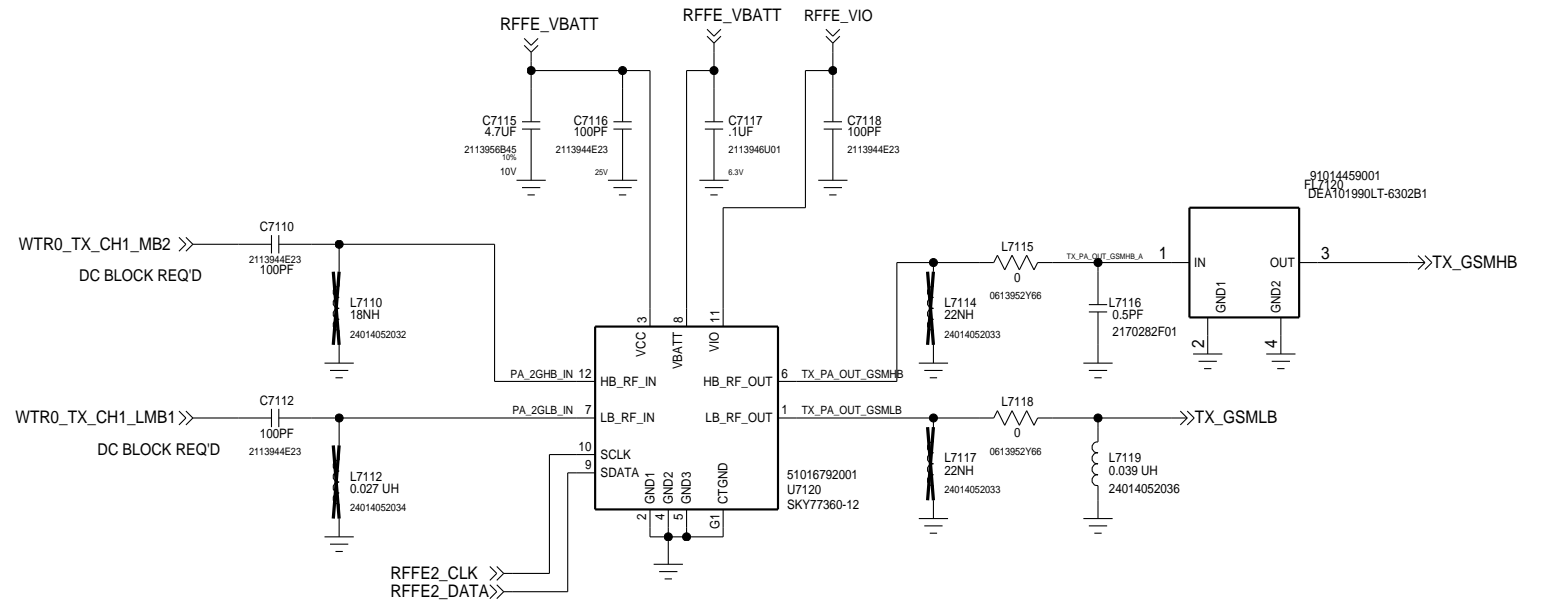 RFFE_VBATT
RFFE_VBATT
RFFE_VIO
C7115
4.7UF
2113956B45
10%
10V
C7116
100PF
2113944E23
25V
C7117
.1UF
2113946U01
6.3V
C7118
100PF
2113944E23
91014459001
FL7120
DEA101990LT-6302B1
WTR0_TX_CH1_MB2
DC BLOCK REQ'D
C7110
2113944E23
100PF
L7110
18NH
24014052032
L7115
0
0613952Y66
TX_PA_OUT_GSMHB_A
1
IN
OUT
3
GND1
GND2
2
4
TX_GSMHB
L7114
22NH
24014052033
L7116
0.5PF
2170282F01
3
8
11
VCC
VBATT
VIO
PA_2GHB_IN
12
HB_RF_IN
HB_RF_OUT
6
TX_PA_OUT_GSMHB
WTR0_TX_CH1_LMB1
DC BLOCK REQ'D
C7112
100PF
2113944E23
L7112
0.027 UH
24014052034
PA_2GLB_IN
7
LB_RF_IN
LB_RF_OUT
1
TX_PA_OUT_GSMLB
L7118
0
0613952Y66
TX_GSMLB
10
SCLK
9
SDATA
GND1
GND2
GND3
CTGND
2
4
5
G1
51016792001
U7120
SKY77360-12
L7117
22NH
24014052033
L7119
0.039 UH
24014052036
RFFE2_CLK
RFFE2_DATA